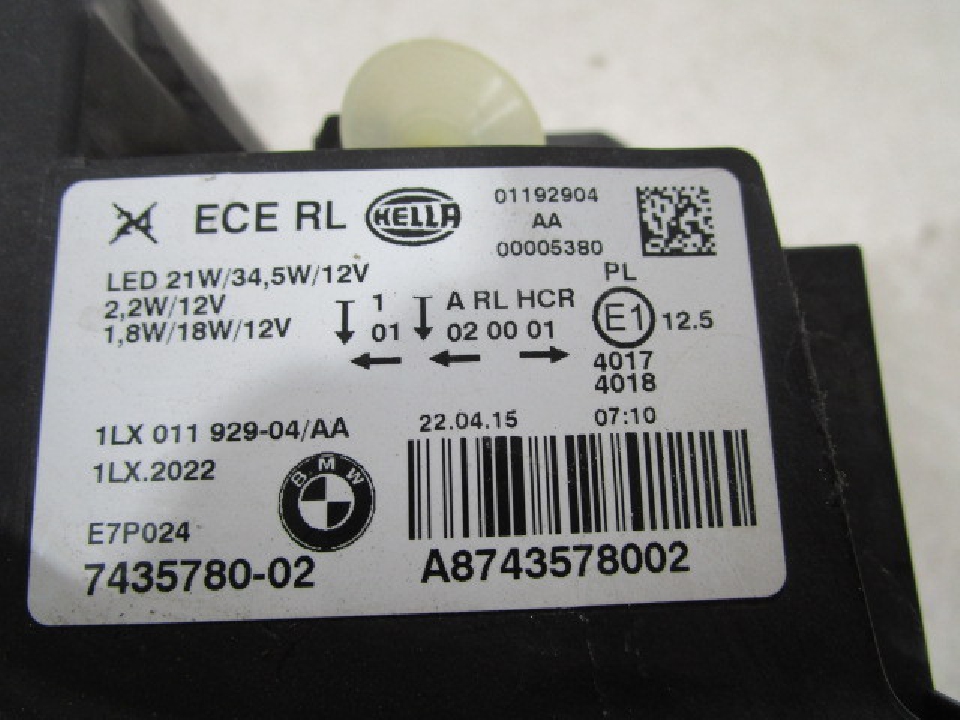 24 ECE RL HELLA
01192904
AA
00005380
LED 21W/34,5W/12V
2,2W/12V
1,8W/18W/12V
1 A RL HCR
01 02 00 01
PL
E1 12.5
4017
4018
1LX 011 929-04/AA
1LX.2022
22.04.15 07:10
BMW
E7P024
7435780-02
A8743578002